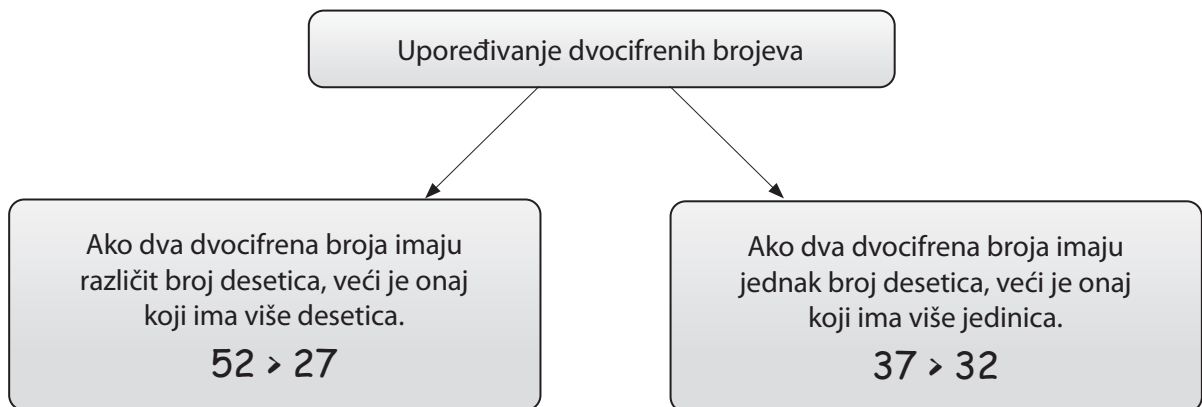 Upoređivanje dvocifrenih brojeva
Ako dva dvocifrena broja imaju
različit broj desetica, veći je onaj
koji ima više desetica.
52 > 27
Ako dva dvocifrena broja imaju
jednak broj desetica, veći je onaj
koji ima više jedinica.
37 > 32